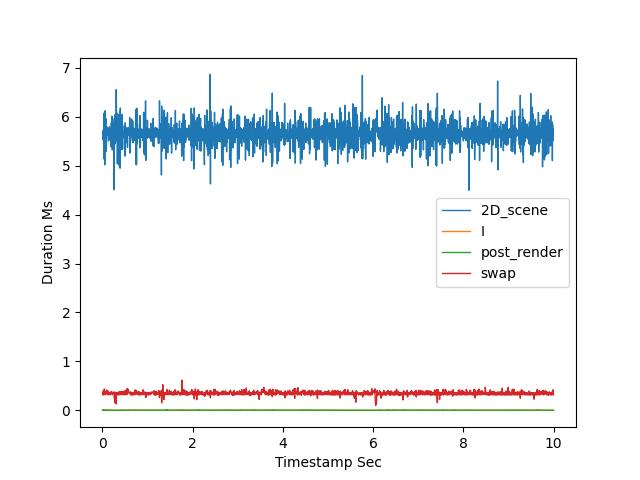 7
6
5
4
3
2
1
0
Duration Ms
2D_scene
I
post_render
swap
0 2 4 6 8 10
Timestamp Sec